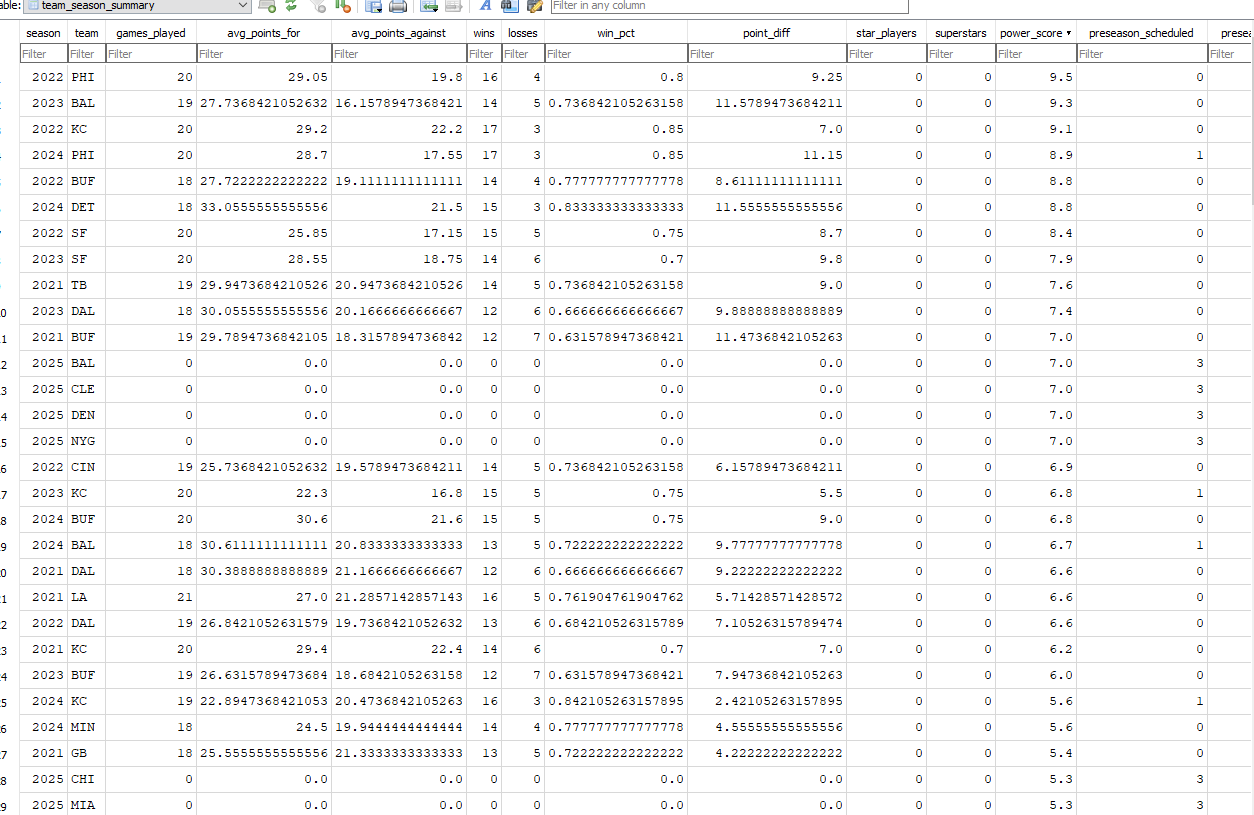 able: team_season_summary Filter in any column
season team games_played avg_points_for avg_points_against wins losses win_pct point_diff star_players superstars power_score preseason_scheduled presea
Filter Filter Filter Filter Filter Filter Filter Filter Filter Filter Filter Filter Filter Filter
2022 PHI 20 29.05 19.8 16 4 0.8 9.25 0 0 9.5 0
2023 BAL 19 27.7368421052632 16.1578947368421 14 5 0.736842105263158 11.5789473684211 0 0 9.3 0
2022 KC 20 29.2 22.2 17 3 0.85 7.0 0 0 9.1 0
2024 PHI 20 28.7 17.55 17 3 0.85 11.15 0 0 8.9 1
2022 BUF 18 27.7222222222222 19.1111111111111 14 4 0.777777777777778 8.61111111111111 0 0 8.8 0
2024 DET 18 33.0555555555556 21.5 15 3 0.833333333333333 11.5555555555556 0 0 8.8 0
2022 SF 20 25.85 17.15 15 5 0.75 8.7 0 0 8.4 0
2023 SF 20 28.55 18.75 14 6 0.7 9.8 0 0 7.9 0
2021 TB 19 29.9473684210526 20.9473684210526 14 5 0.736842105263158 9.0 0 0 7.6 0
0 2023 DAL 18 30.0555555555556 20.1666666666667 12 6 0.666666666666667 9.88888888888889 0 0 7.4 0
1 2021 BUF 19 29.7894736842105 18.3157894736842 12 7 0.631578947368421 11.4736842105263 0 0 7.0 0
2 2025 BAL 0 0.0 0.0 0 0 0.0 0.0 0 0 7.0 3
3 2025 CLE 0 0.0 0.0 0 0 0.0 0.0 0 0 7.0 3
4 2025 DEN 0 0.0 0.0 0 0 0.0 0.0 0 0 7.0 3
5 2025 NYG 0 0.0 0.0 0 0 0.0 0.0 0 0 7.0 3
6 2022 CIN 19 25.7368421052632 19.5789473684211 14 5 0.736842105263158 6.15789473684211 0 0 6.9 0
7 2023 KC 20 22.3 16.8 15 5 0.75 5.5 0 0 6.8 1
8 2024 BUF 20 30.6 21.6 15 5 0.75 9.0 0 0 6.8 0
9 2024 BAL 18 30.6111111111111 20.8333333333333 13 5 0.722222222222222 9.77777777777778 0 0 6.7 1
0 2021 DAL 18 30.3888888888889 21.1666666666667 12 6 0.666666666666667 9.22222222222222 0 0 6.6 0
1 2021 LA 21 27.0 21.2857142857143 16 5 0.761904761904762 5.71428571428572 0 0 6.6 0
2 2022 DAL 19 26.8421052631579 19.7368421052632 13 6 0.684210526315789 7.10526315789474 0 0 6.6 0
3 2021 KC 20 29.4 22.4 14 6 0.7 7.0 0 0 6.2 0
4 2023 BUF 19 26.6315789473684 18.6842105263158 12 7 0.631578947368421 7.94736842105263 0 0 6.0 0
5 2024 KC 19 22.8947368421053 20.4736842105263 16 3 0.842105263157895 2.42105263157895 0 0 5.6 1
6 2024 MIN 18 24.5 19.9444444444444 14 4 0.777777777777778 4.55555555555556 0 0 5.6 0
7 2021 GB 18 25.5555555555556 21.3333333333333 13 5 0.722222222222222 4.22222222222222 0 0 5.4 0
8 2025 CHI 0 0.0 0.0 0 0 0.0 0.0 0 0 5.3 3
9 2025 MIA 0 0.0 0.0 0 0 0.0 0.0 0 0 5.3 3